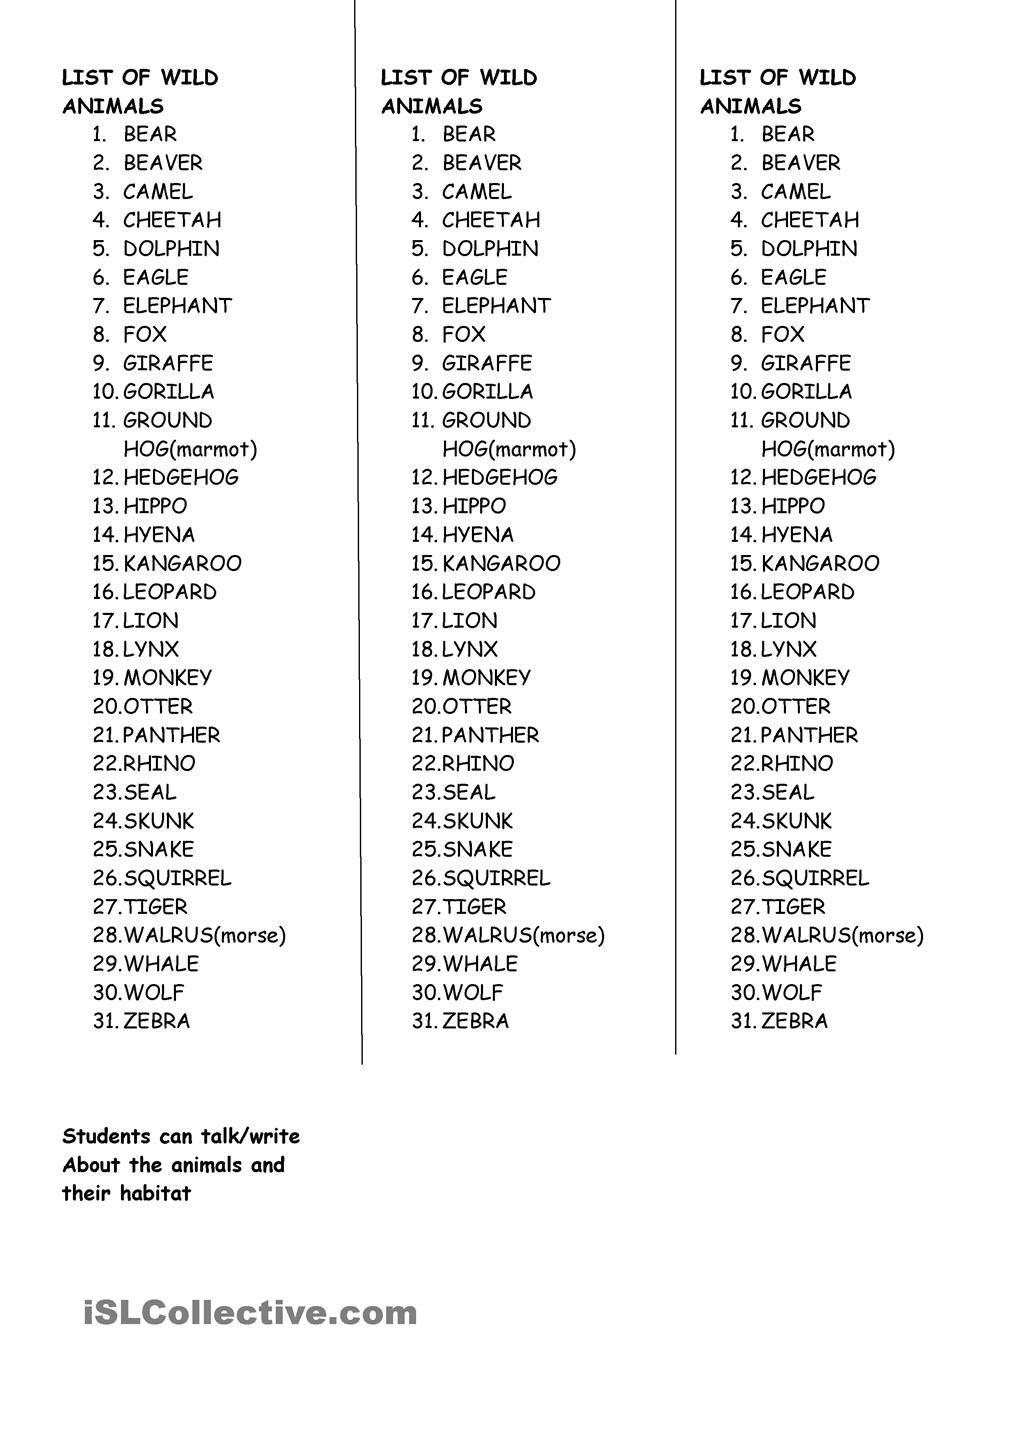 LIST OF WILD
ANIMALS
1. BEAR
2. BEAVER
3. CAMEL
4. CHEETAH
5. DOLPHIN
6. EAGLE
7. ELEPHANT
8. FOX
9. GIRAFFE
10. GORILLA
11. GROUND
HOG(marmot)
12. HEDGEHOG
13. HIPPO
14. HYENA
15. KANGAROO
16. LEOPARD
17. LION
18. LYNX
19. MONKEY
20. OTTER
21. PANTHER
22. RHINO
23. SEAL
24. SKUNK
25. SNAKE
26. SQUIRREL
27. TIGER
28. WALRUS(morse)
29. WHALE
30. WOLF
31. ZEBRA
Students can talk/write
About the animals and
their habitat
LIST OF WILD
ANIMALS
1. BEAR
2. BEAVER
3. CAMEL
4. CHEETAH
5. DOLPHIN
6. EAGLE
7. ELEPHANT
8. FOX
9. GIRAFFE
10. GORILLA
11. GROUND
HOG(marmot)
12. HEDGEHOG
13. HIPPO
14. HYENA
15. KANGAROO
16. LEOPARD
17. LION
18. LYNX
19. MONKEY
20. OTTER
21. PANTHER
22. RHINO
23. SEAL
24. SKUNK
25. SNAKE
26. SQUIRREL
27. TIGER
28. WALRUS(morse)
29. WHALE
30. WOLF
31. ZEBRA
LIST OF WILD
ANIMALS
1. BEAR
2. BEAVER
3. CAMEL
4. CHEETAH
5. DOLPHIN
6. EAGLE
7. ELEPHANT
8. FOX
9. GIRAFFE
10. GORILLA
11. GROUND
HOG(marmot)
12. HEDGEHOG
13. HIPPO
14. HYENA
15. KANGAROO
16. LEOPARD
17. LION
18. LYNX
19. MONKEY
20. OTTER
21. PANTHER
22. RHINO
23. SEAL
24. SKUNK
25. SNAKE
26. SQUIRREL
27. TIGER
28. WALRUS(morse)
29. WHALE
30. WOLF
31. ZEBRA
iSLCollective.com